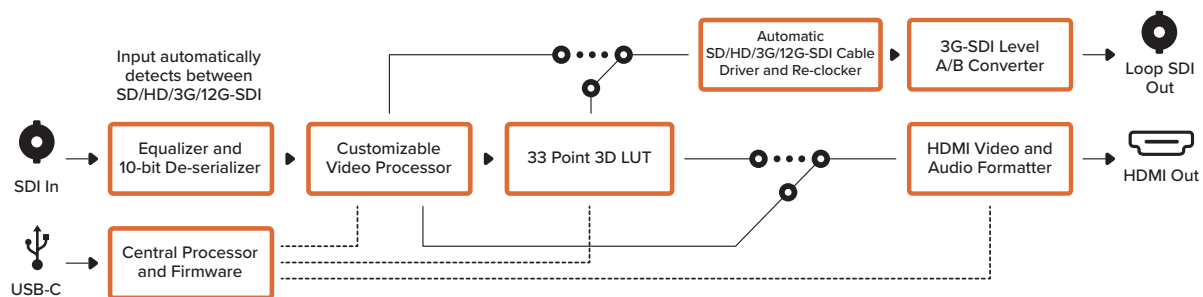 Input automatically
detects between
SD/HD/3G/12G-SDI
SDI In
Equalizer and
10-bit De-serializer
Customizable
Video Processor
33 Point 3D LUT
Automatic
SD/HD/3G/12G-SDI Cable
Driver and Re-clocker
3G-SDI Level
A/B Converter
Loop SDI
Out
HDMI Video and
Audio Formatter
HDMI Out
USB-C
Central Processor
and Firmware